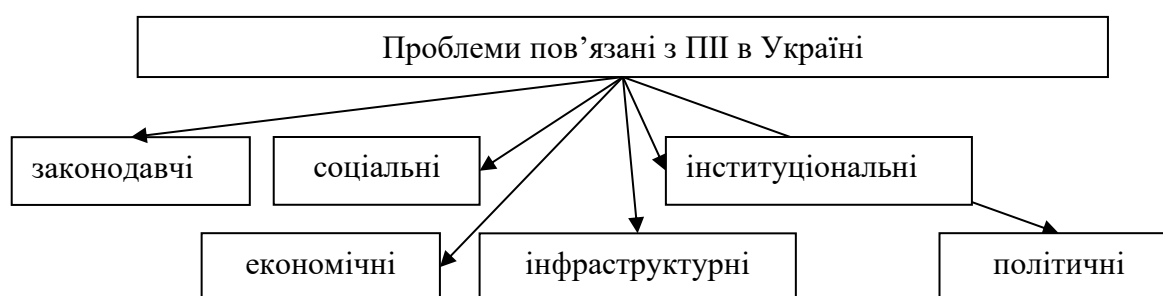 Проблеми пов’язані з ПІІ в Україні
законодавчі
соціальні
інституціональні
економічні
інфраструктурні
політичні